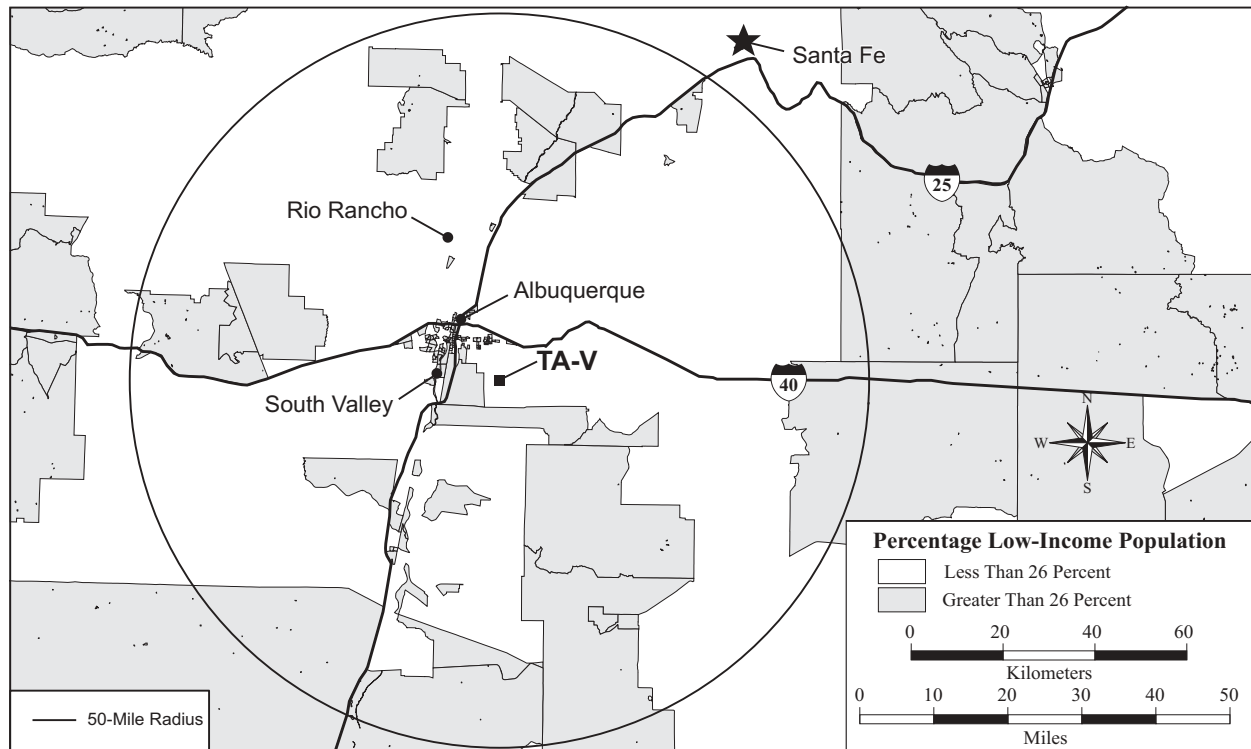 Santa Fe
25
Rio Rancho
Albuquerque
TA-V
South Valley
40
N
W E
S
Percentage Low-Income Population
Less Than 26 Percent
Greater Than 26 Percent
0 20 40 60
Kilometers
0 10 20 30 40 50
Miles
50-Mile Radius